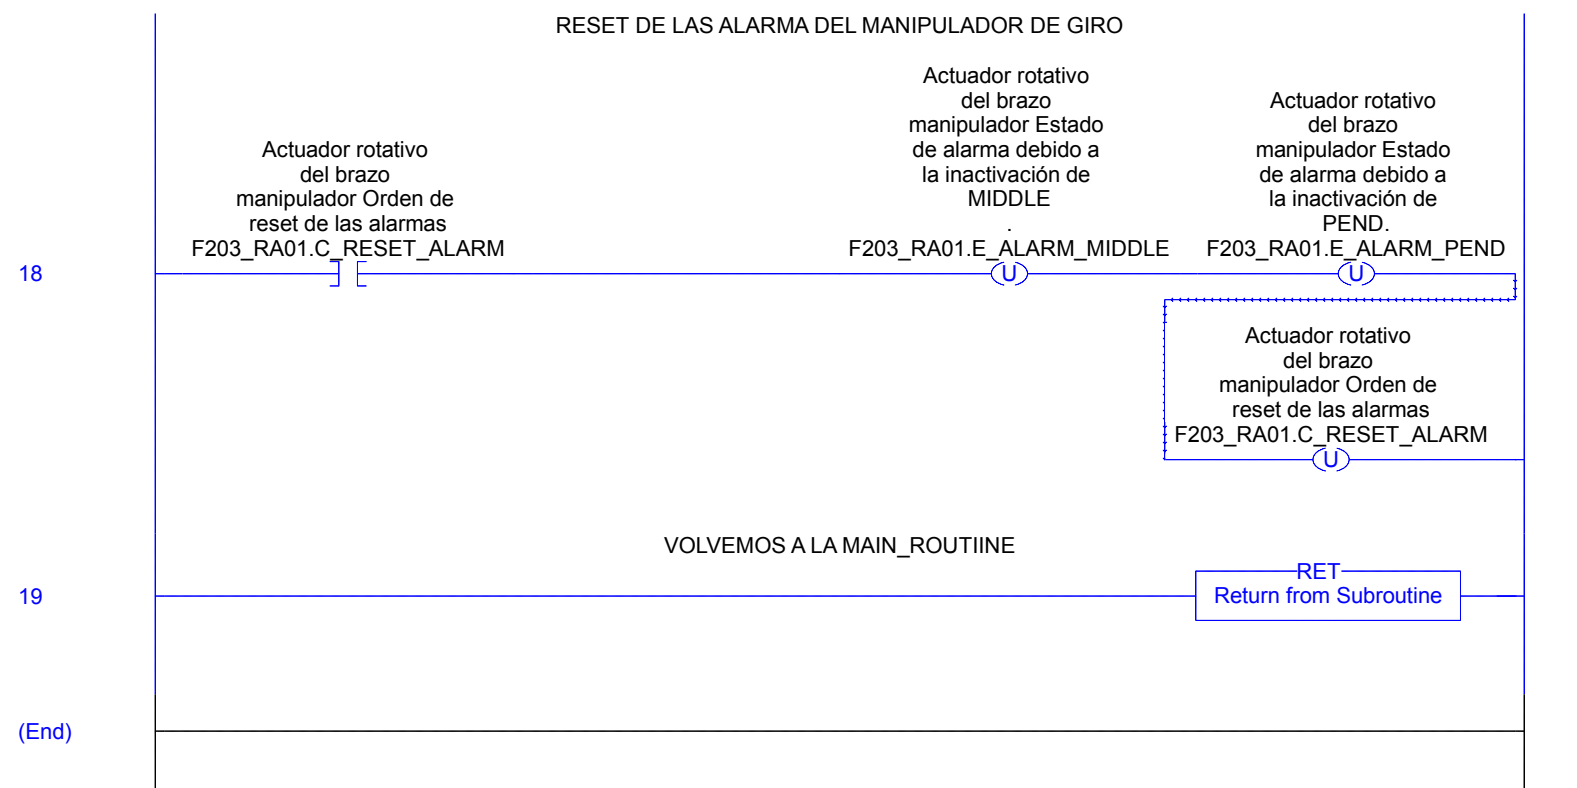 RESET DE LAS ALARMA DEL MANIPULADOR DE GIRO
Actuador rotativo
del brazo
manipulador Orden de
reset de las alarmas
F203_RA01.C_RESET_ALARM
Actuador rotativo
del brazo
manipulador Estado
de alarma debido a
la inactivación de
MIDDLE
.
F203_RA01.E_ALARM_MIDDLE
Actuador rotativo
del brazo
manipulador Estado
de alarma debido a
la inactivación de
PEND.
F203_RA01.E_ALARM_PEND
18
U
U
Actuador rotativo
del brazo
manipulador Orden de
reset de las alarmas
F203_RA01.C_RESET_ALARM
U
VOLVEMOS A LA MAIN_ROUTIINE
19
RET
Return from Subroutine
(End)